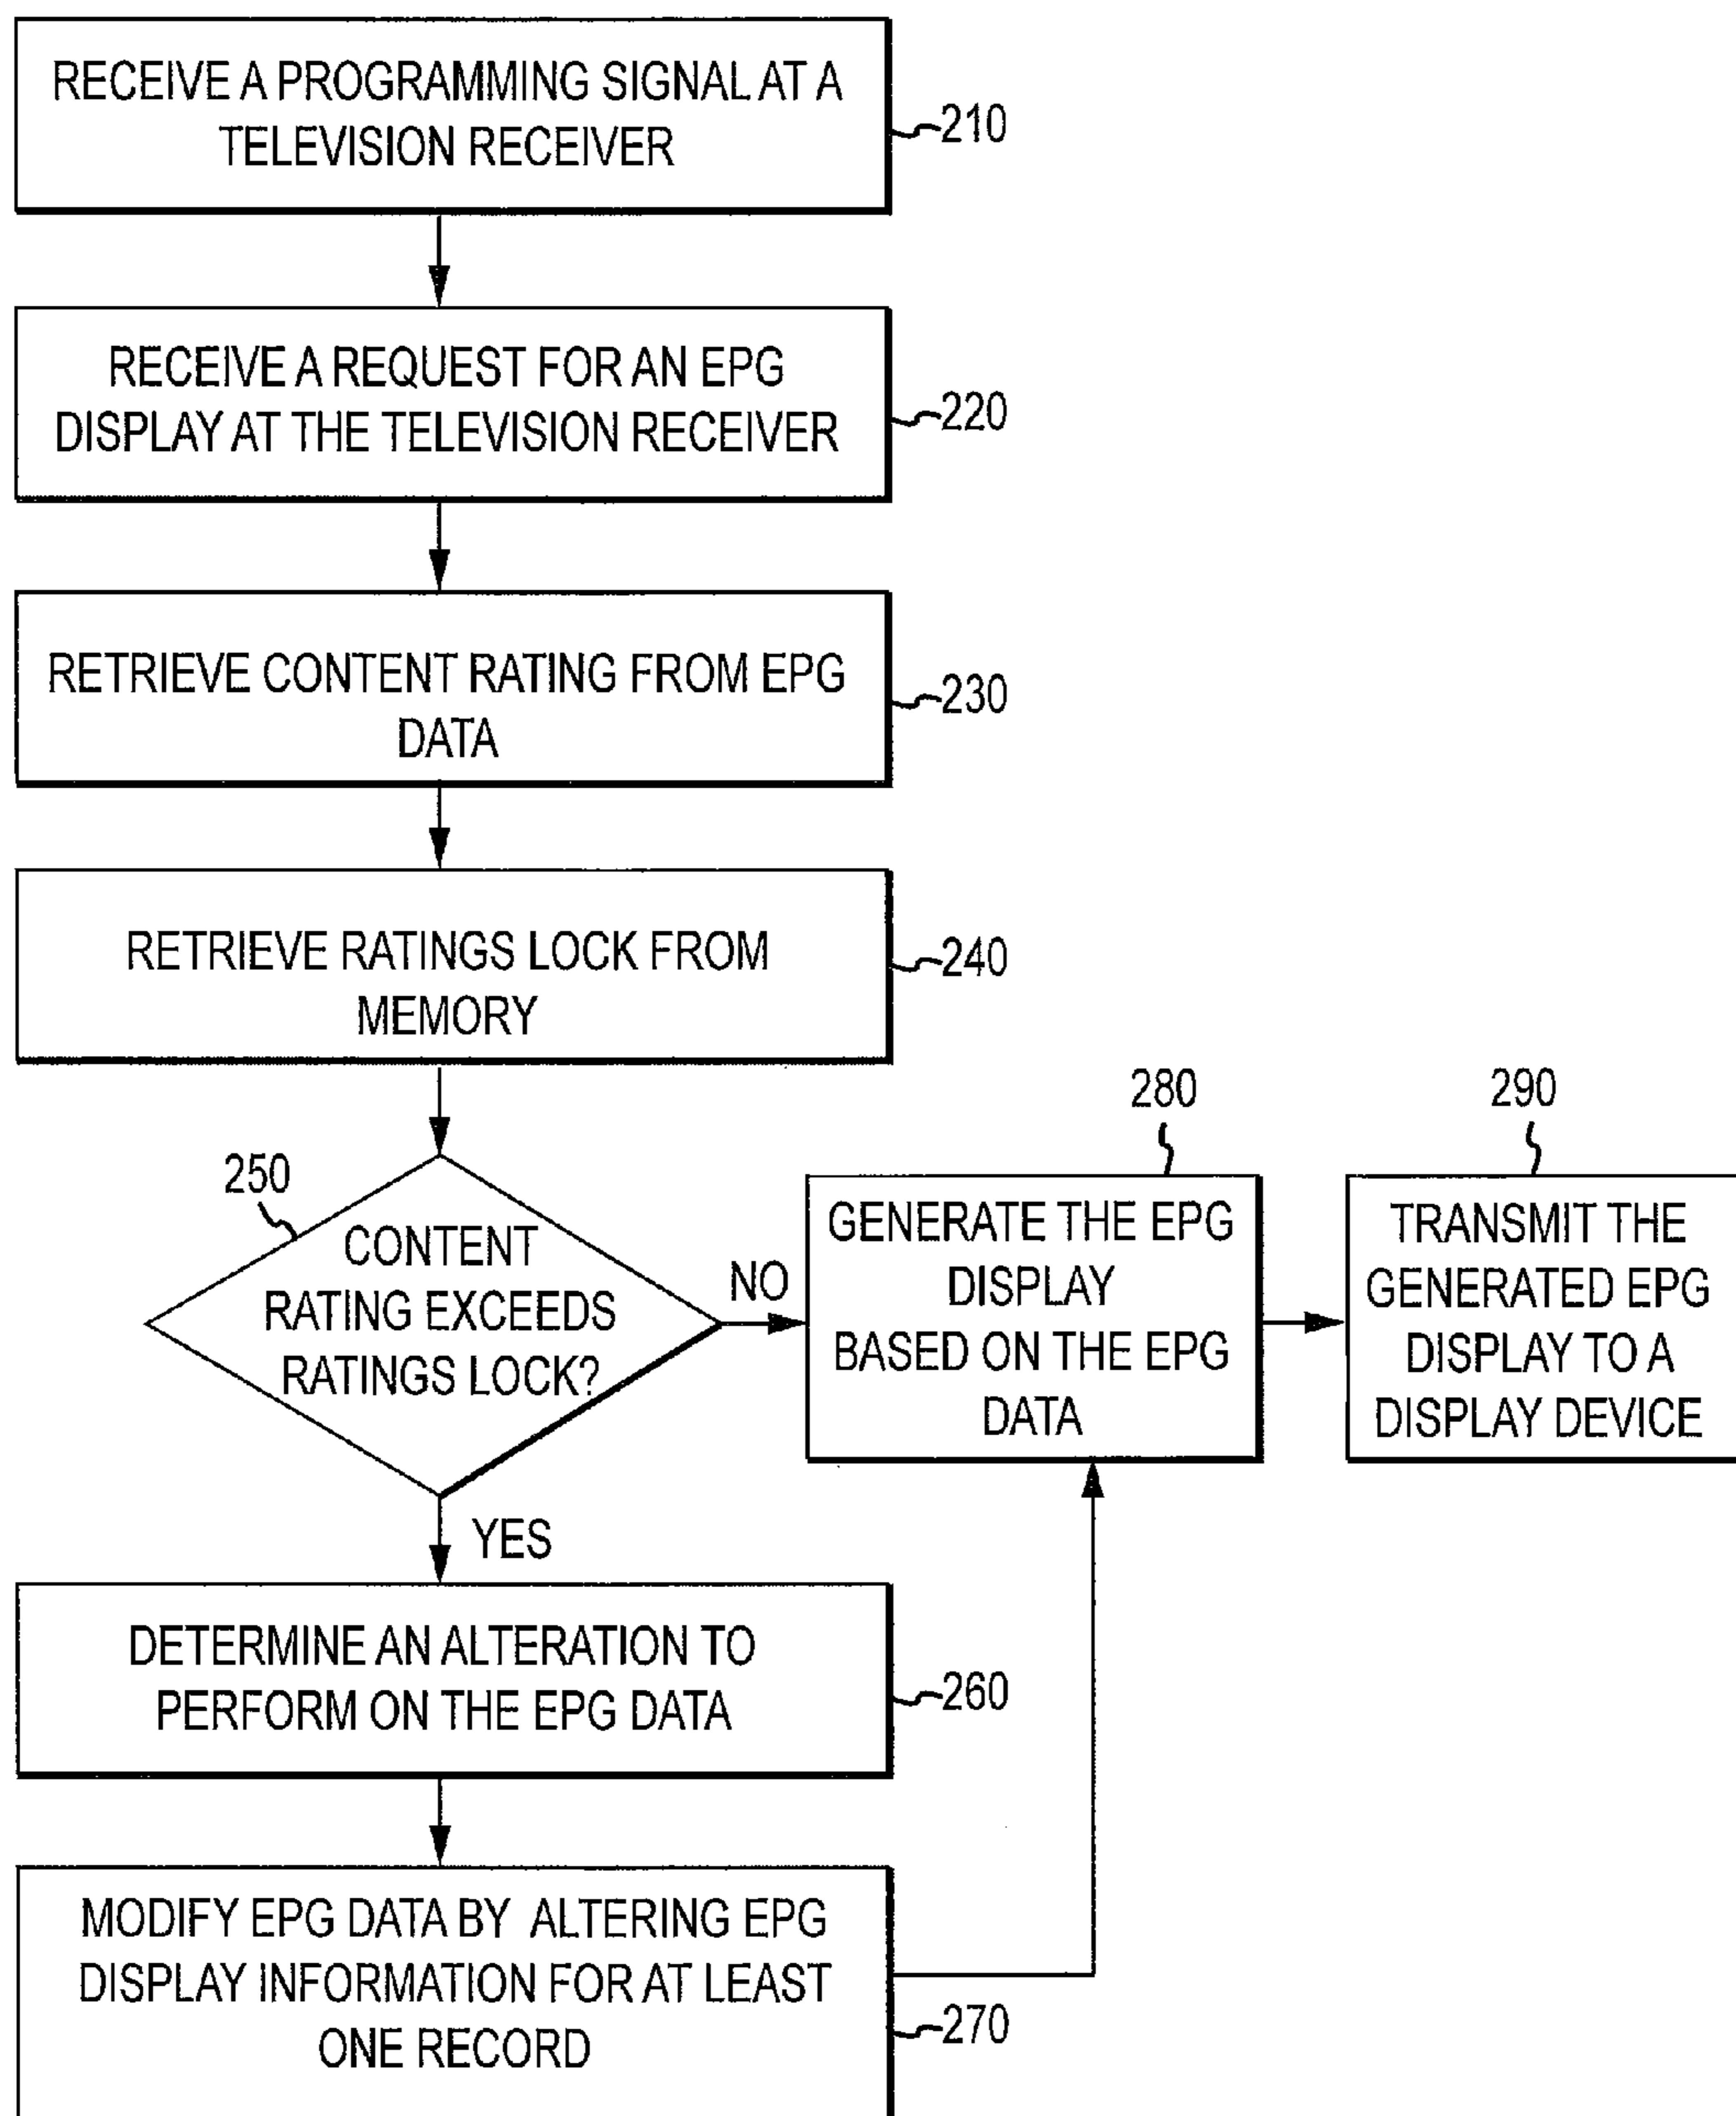 RECEIVE A PROGRAMMING SIGNAL AT A
TELEVISION RECEIVER
210
RECEIVE A REQUEST FOR AN EPG
DISPLAY AT THE TELEVISION RECEIVER
220
RETRIEVE CONTENT RATING FROM EPG
DATA
230
RETRIEVE RATINGS LOCK FROM
MEMORY
240
250
CONTENT
RATING EXCEEDS
RATINGS LOCK?
NO
YES
280
GENERATE THE EPG
DISPLAY
BASED ON THE EPG
DATA
290
TRANSMIT THE
GENERATED EPG
DISPLAY TO A
DISPLAY DEVICE
DETERMINE AN ALTERATION TO
PERFORM ON THE EPG DATA
260
MODIFY EPG DATA BY ALTERING EPG
DISPLAY INFORMATION FOR AT LEAST
ONE RECORD
270